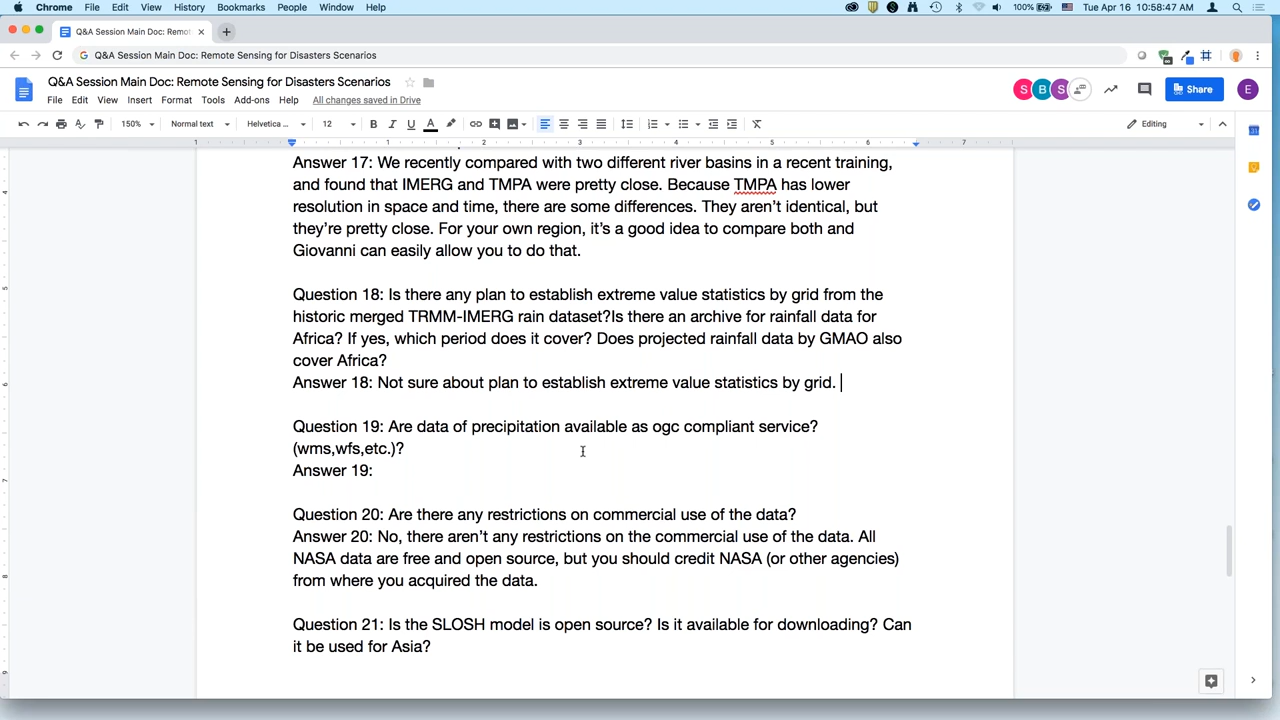 Chrome File Edit View History Bookmarks People Window Help 100% Tue Apr 16 10:58:47 AM
Q&A Session Main Doc: Remot
Q&A Session Main Doc: Remote Sensing for Disasters Scenarios
Q&A Session Main Doc: Remote Sensing for Disasters Scenarios
File Edit View Insert Format Tools Add-ons Help All changes saved in Drive
S B S Share E
150% Normal text Helvetica ... 12 B I U A Editing
1 1 2 3 4 5 6 7
Answer 17: We recently compared with two different river basins in a recent training,
and found that IMERG and TMPA were pretty close. Because TMPA has lower
resolution in space and time, there are some differences. They aren't identical, but
they're pretty close. For your own region, it's a good idea to compare both and
Giovanni can easily allow you to do that.
Question 18: Is there any plan to establish extreme value statistics by grid from the
historic merged TRMM-IMERG rain dataset?Is there an archive for rainfall data for
Africa? If yes, which period does it cover? Does projected rainfall data by GMAO also
cover Africa?
Answer 18: Not sure about plan to establish extreme value statistics by grid.
Question 19: Are data of precipitation available as ogc compliant service?
(wms,wfs,etc.)?
Answer 19:
Question 20: Are there any restrictions on commercial use of the data?
Answer 20: No, there aren't any restrictions on the commercial use of the data. All
NASA data are free and open source, but you should credit NASA (or other agencies)
from where you acquired the data.
Question 21: Is the SLOSH model is open source? Is it available for downloading? Can
it be used for Asia?